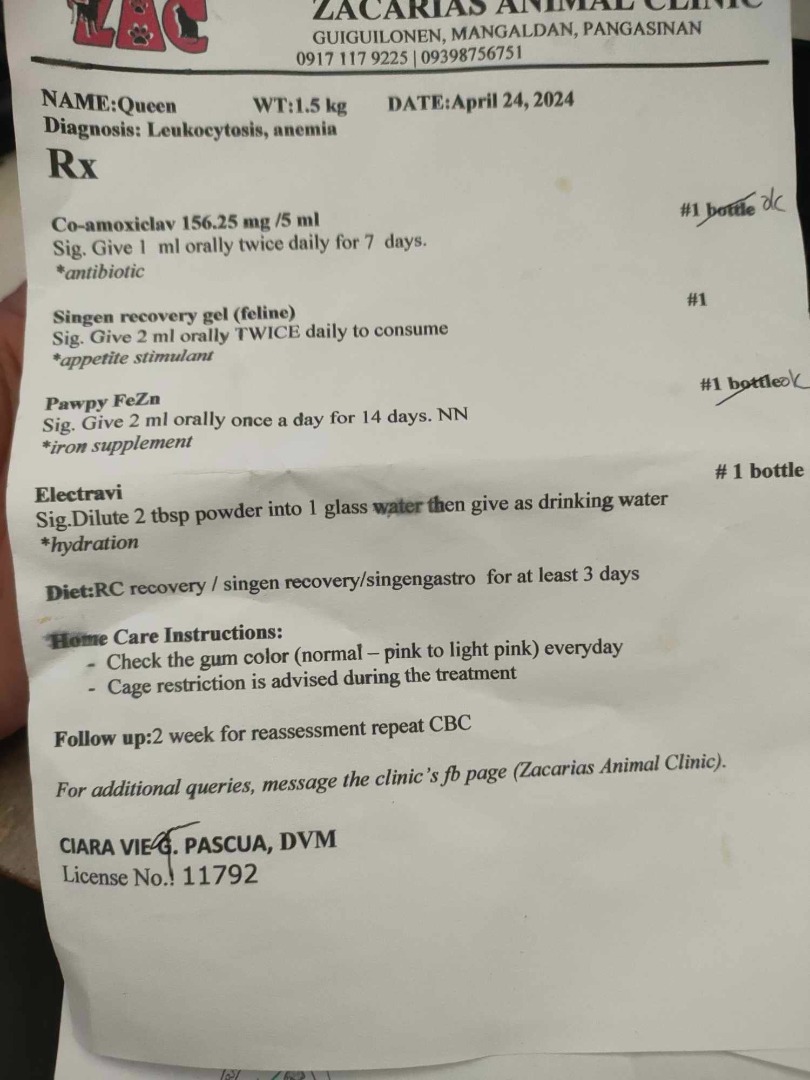 ZAC
ZACARIAS ANIMAL CLINIC
GUIGUILONEN, MANGALDAN, PANGASINAN
0917 117 9225 | 09398756751
NAME:Queen WT:1.5 kg DATE:April 24, 2024
Diagnosis: Leukocytosis, anemia
Rx
Co-amoxiclav 156.25 mg /5 ml #1 bottle
Sig. Give 1 ml orally twice daily for 7 days.
*antibiotic
Singen recovery gel (feline) #1
Sig. Give 2 ml orally TWICE daily to consume
*appetite stimulant
Pawpy FeZn #1 bottle ok
Sig. Give 2 ml orally once a day for 14 days. NN
*iron supplement
Electravi # 1 bottle
Sig.Dilute 2 tbsp powder into 1 glass water then give as drinking water
*hydration
Diet:RC recovery / singen recovery/singengastro for at least 3 days
Home Care Instructions:
- Check the gum color (normal – pink to light pink) everyday
- Cage restriction is advised during the treatment
Follow up:2 week for reassessment repeat CBC
For additional queries, message the clinic's fb page (Zacarias Animal Clinic).
CIARA VIE G. PASCUA, DVM
License No.: 11792